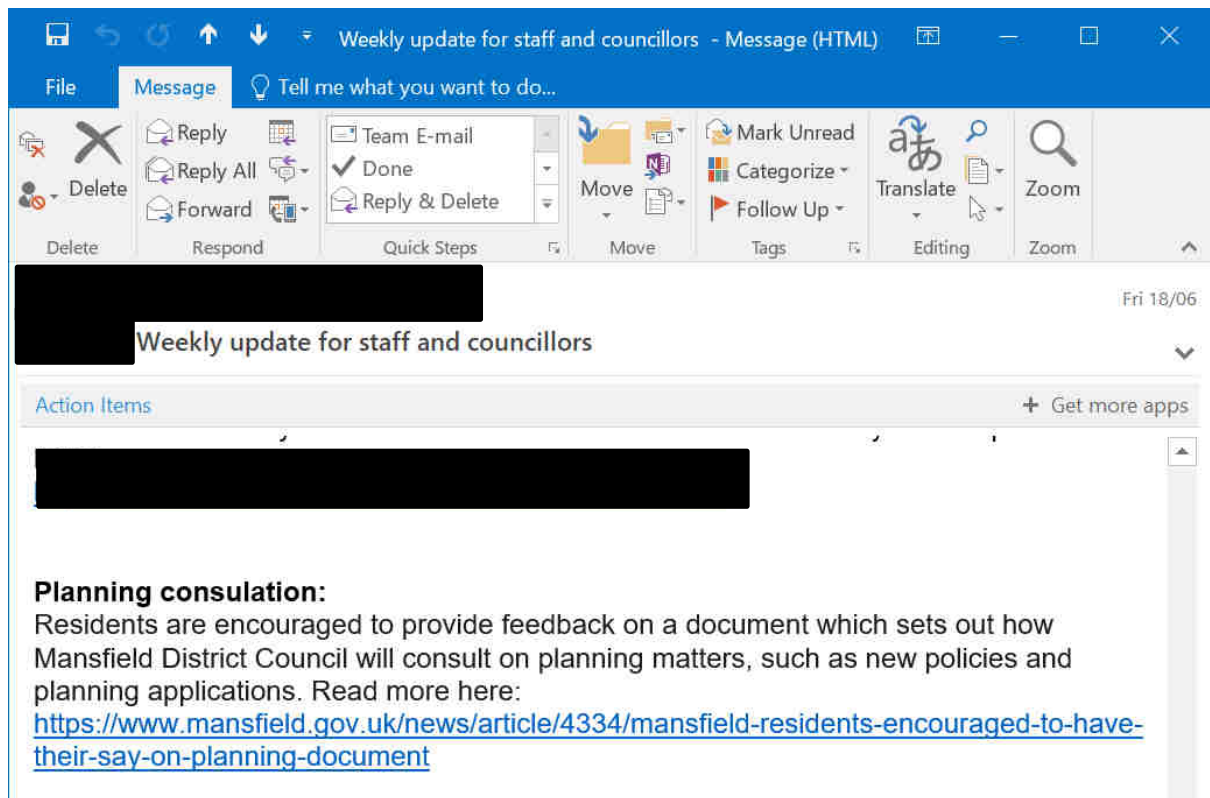 Weekly update for staff and councillors - Message (HTML)
File Message Tell me what you want to do...
Delete
Reply
Reply All
Forward
Team E-mail
Done
Reply & Delete
Move
Mark Unread
Categorize
Follow Up
Translate
Zoom
Delete Respond Quick Steps Move Tags Editing Zoom
Fri 18/06
Weekly update for staff and councillors
Action Items + Get more apps
Planning consulation:
Residents are encouraged to provide feedback on a document which sets out how
Mansfield District Council will consult on planning matters, such as new policies and
planning applications. Read more here:
https://www.mansfield.gov.uk/news/article/4334/mansfield-residents-encouraged-to-have-
their-say-on-planning-document